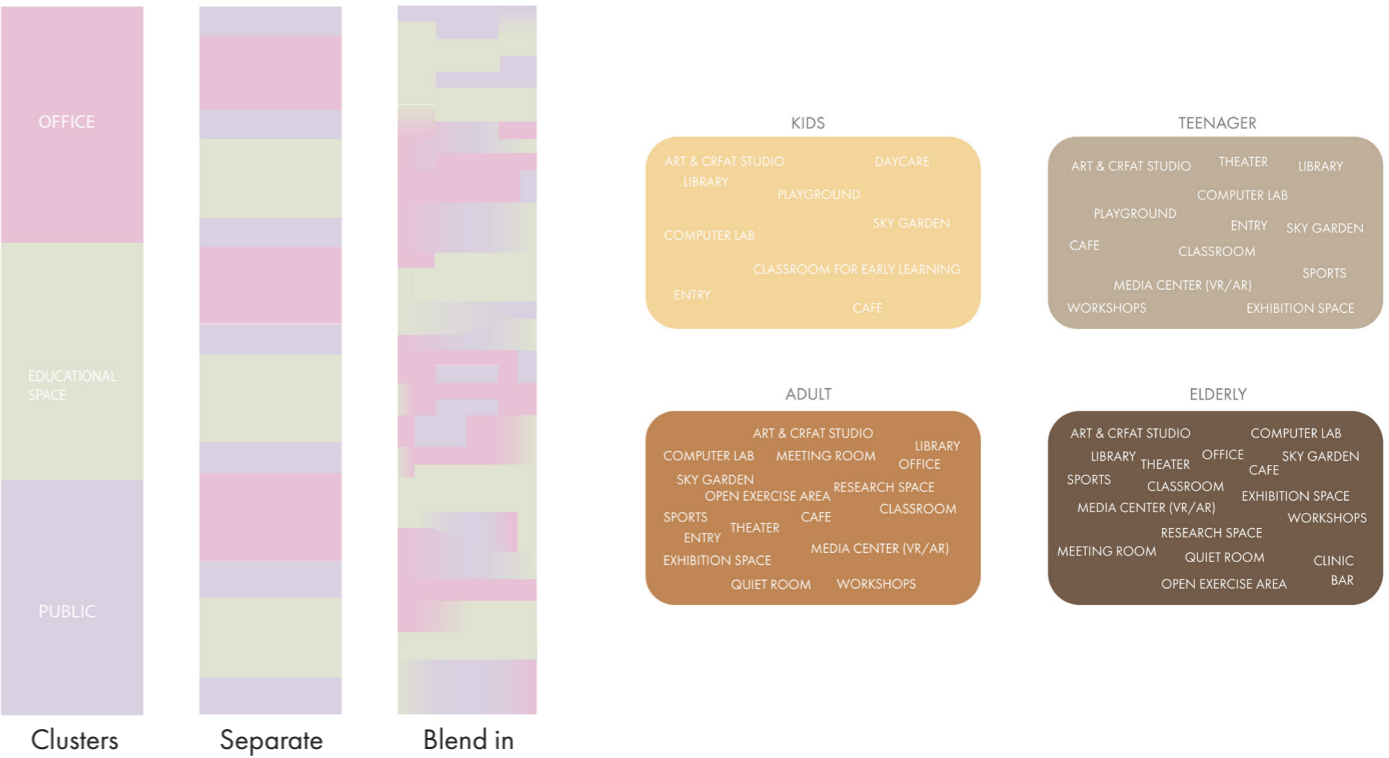 OFFICE
EDUCATIONAL
SPACE
PUBLIC
Clusters
Separate
Blend in
KIDS
ART & CRFAT STUDIO
DAYCARE
LIBRARY
PLAYGROUND
SKY GARDEN
COMPUTER LAB
CLASSROOM FOR EARLY LEARNING
ENTRY
CAFE
TEENAGER
ART & CRFAT STUDIO
THEATER
LIBRARY
COMPUTER LAB
PLAYGROUND
ENTRY
SKY GARDEN
CAFE
CLASSROOM
SPORTS
MEDIA CENTER (VR/AR)
WORKSHOPS
EXHIBITION SPACE
ADULT
ART & CRFAT STUDIO
LIBRARY
COMPUTER LAB
MEETING ROOM
OFFICE
SKY GARDEN
RESEARCH SPACE
OPEN EXERCISE AREA
CLASSROOM
SPORTS
CAFE
THEATER
ENTRY
MEDIA CENTER (VR/AR)
EXHIBITION SPACE
QUIET ROOM
WORKSHOPS
ELDERLY
ART & CRFAT STUDIO
COMPUTER LAB
LIBRARY
OFFICE
SKY GARDEN
THEATER
CAFE
SPORTS
CLASSROOM
EXHIBITION SPACE
MEDIA CENTER (VR/AR)
WORKSHOPS
RESEARCH SPACE
MEETING ROOM
QUIET ROOM
CLINIC
BAR
OPEN EXERCISE AREA